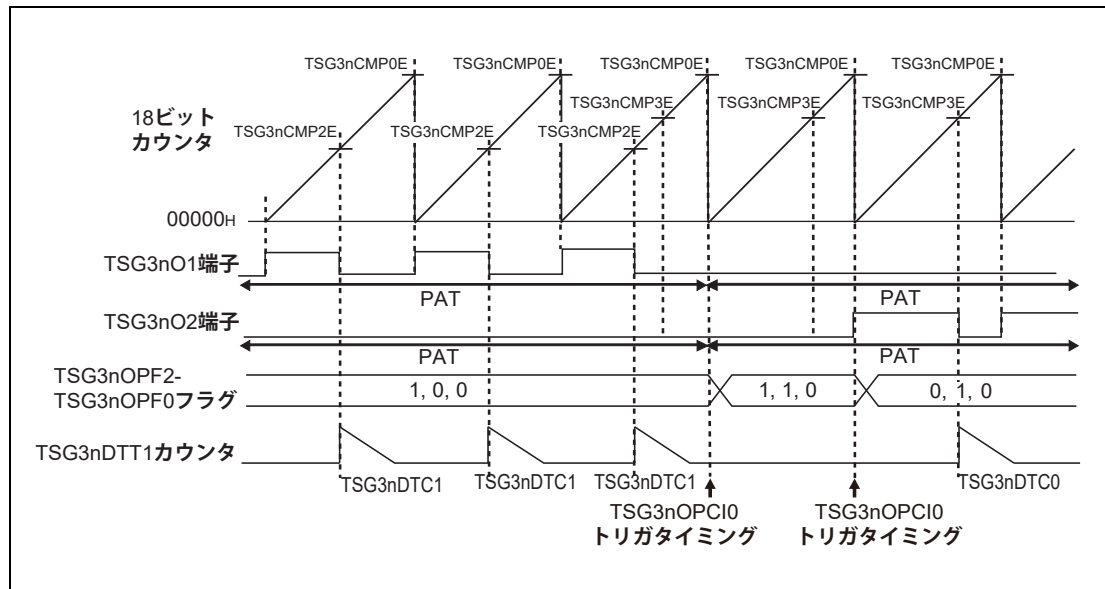 TSG3nCMP0E TSG3nCMP0E TSG3nCMP0E TSG3nCMP0E TSG3nCMP0E
18ビット
カウンタ
TSG3nCMP3E TSG3nCMP3E TSG3nCMP3E
TSG3nCMP2E TSG3nCMP2E TSG3nCMP2E
00000H
TSG3nO1端子
PAT PAT
TSG3nO2端子
PAT PAT
TSG3nOPF2-
TSG3nOPF0フラグ
1, 0, 0 1, 1, 0 0, 1, 0
TSG3nDTT1カウンタ
TSG3nDTC1 TSG3nDTC1 TSG3nDTC1 TSG3nDTC0
TSG3nOPCI0 TSG3nOPCI0
トリガタイミング トリガタイミング